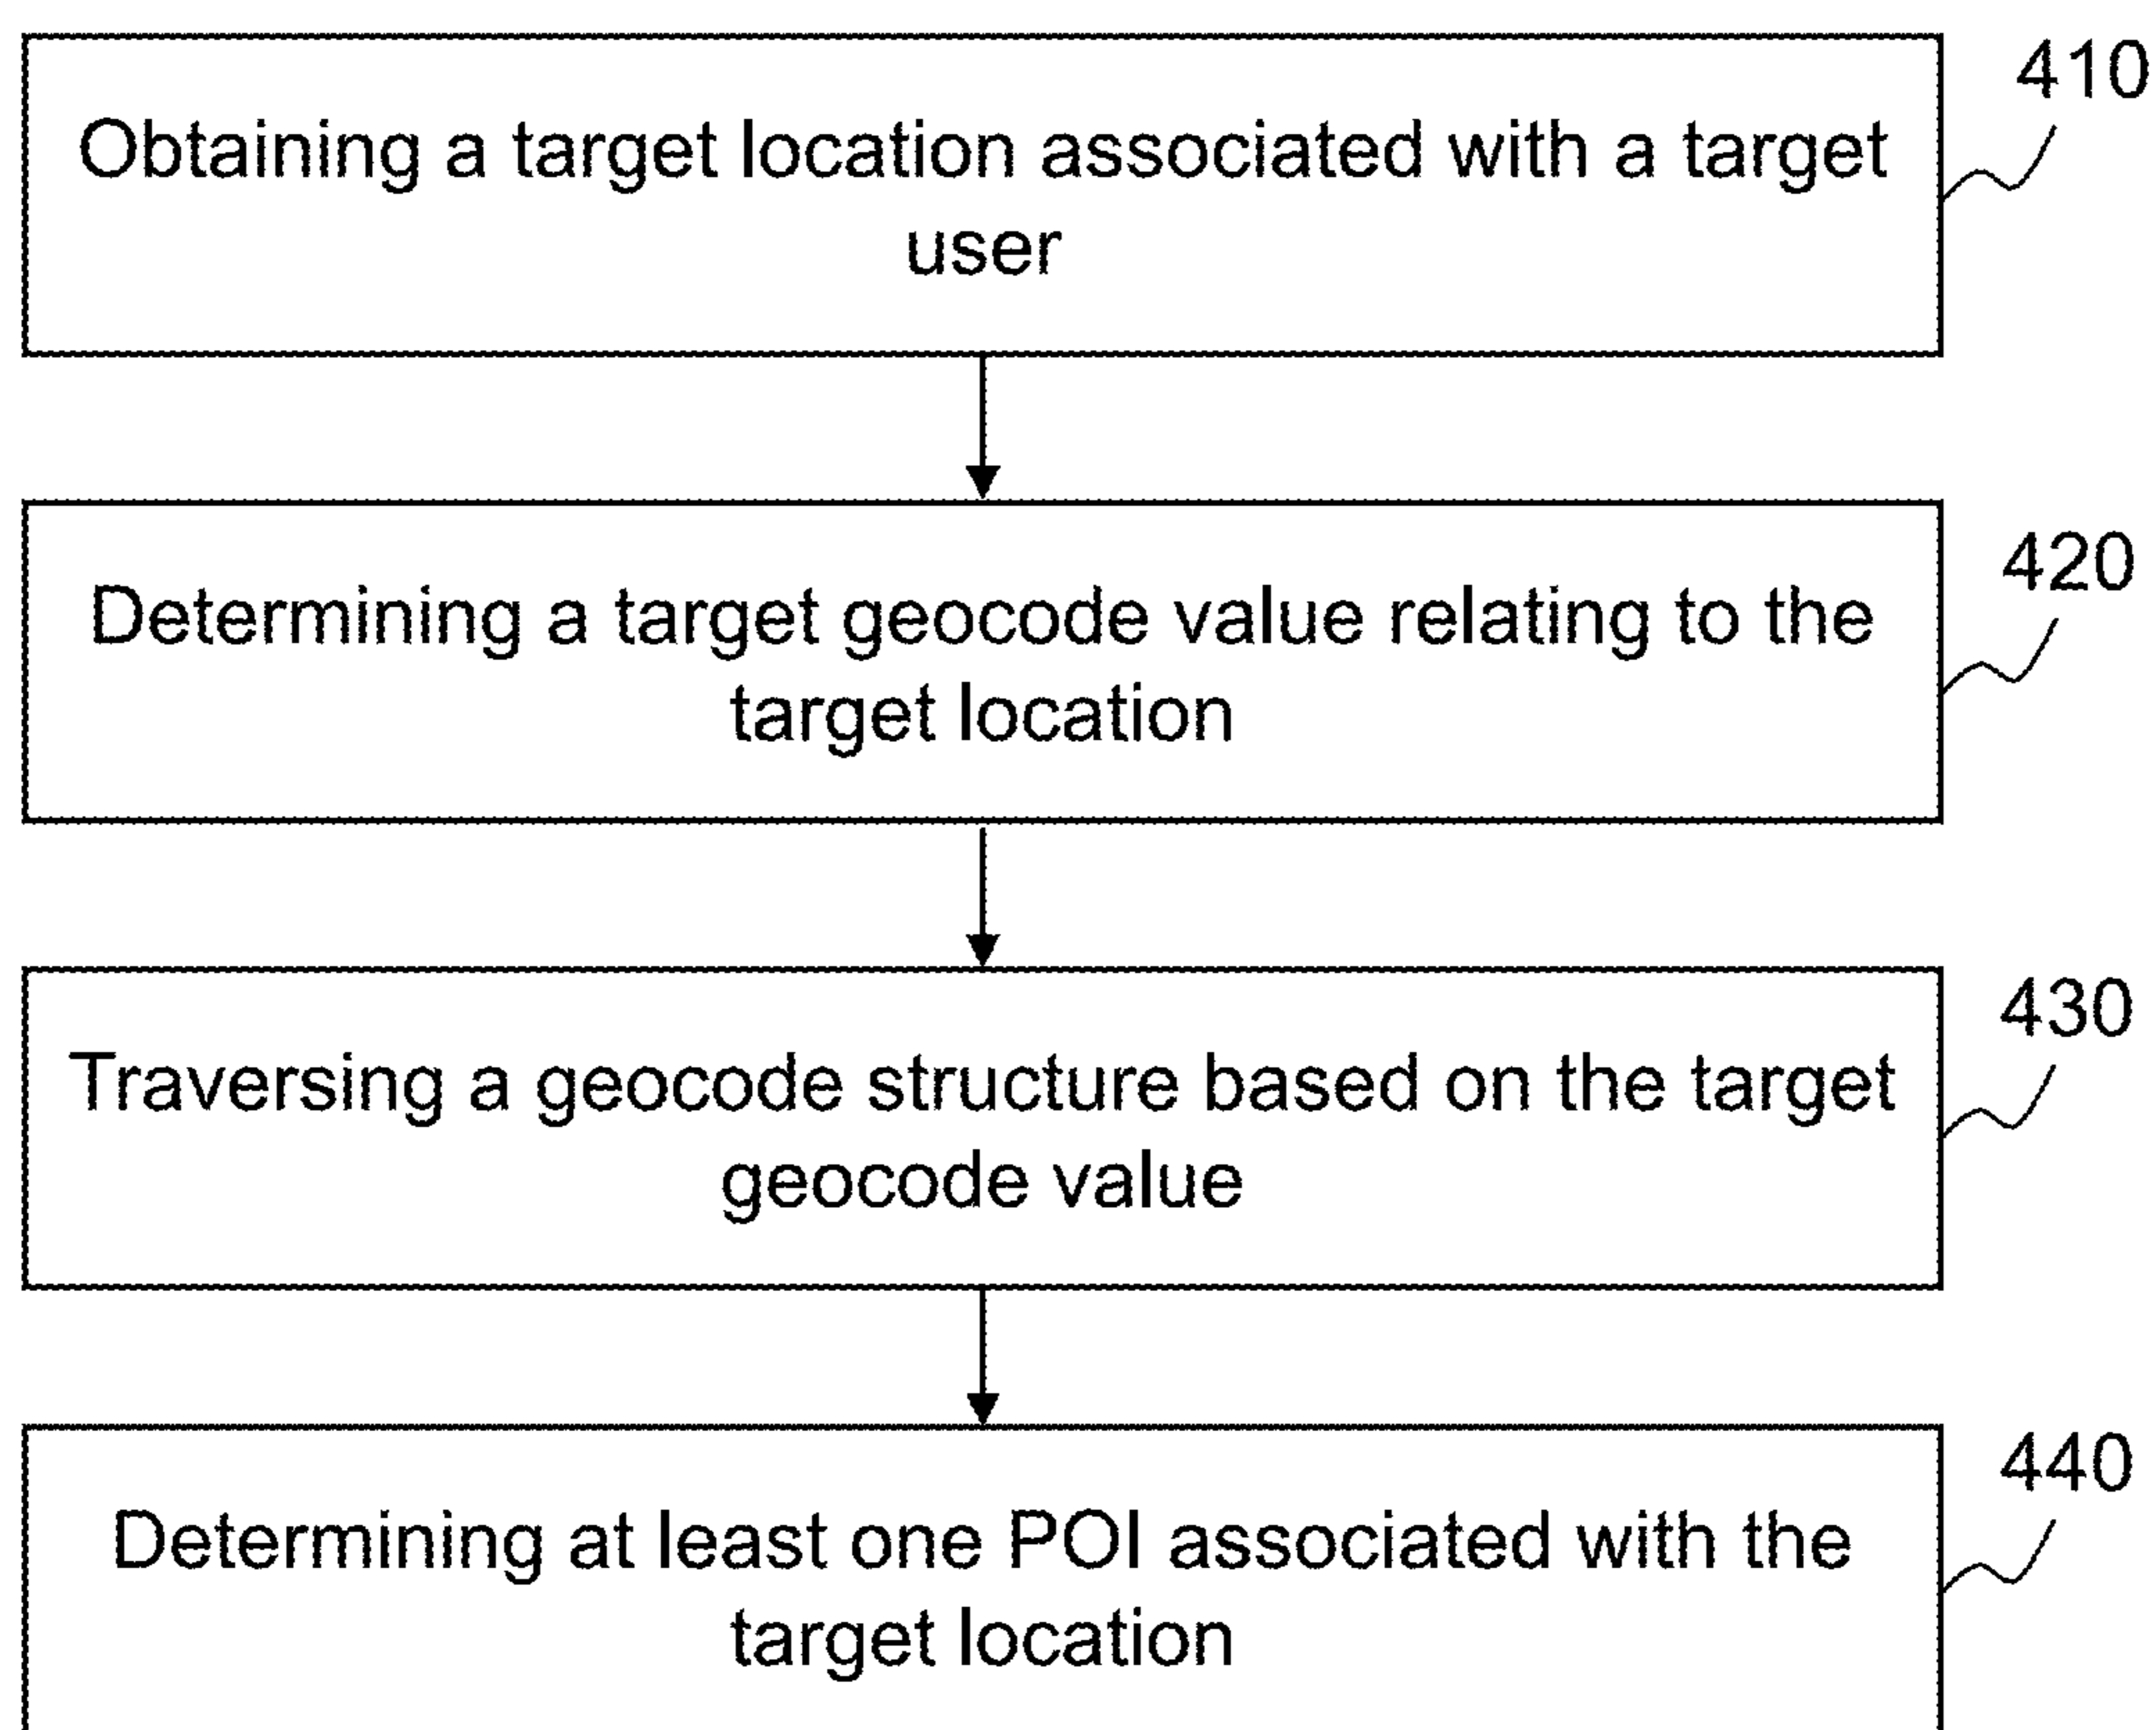 410
Obtaining a target location associated with a target
user
420
Determining a target geocode value relating to the
target location
430
Traversing a geocode structure based on the target
geocode value
440
Determining at least one POI associated with the
target location